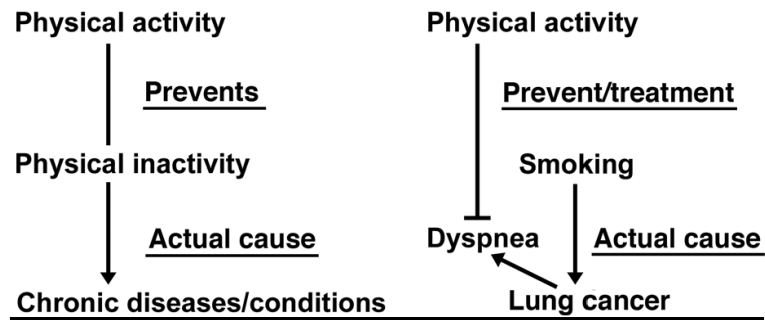 Physical activity
Prevents
Physical inactivity
Actual cause
Chronic diseases/conditions
Physical activity
Prevent/treatment
Smoking
Dyspnea
Actual cause
Lung cancer